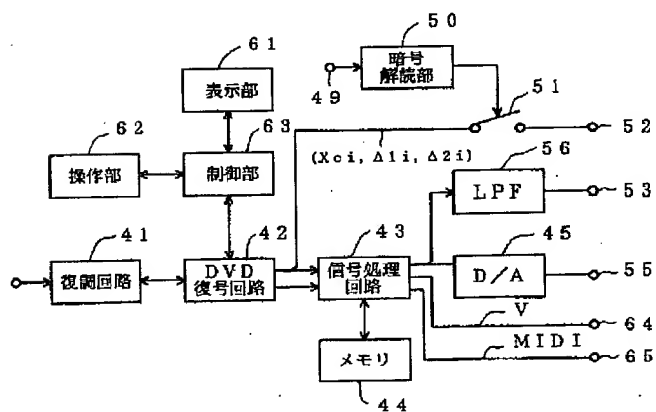 50
61
暗号
解読部
49
表示部
51
52
62
63
(Xci, Δ1i, Δ2i)
56
操作部
制御部
LPF
53
41
42
43
45
復調回路
DVD
復号回路
信号処理
回路
D/A
55
V
64
MIDI
65
メモリ
44